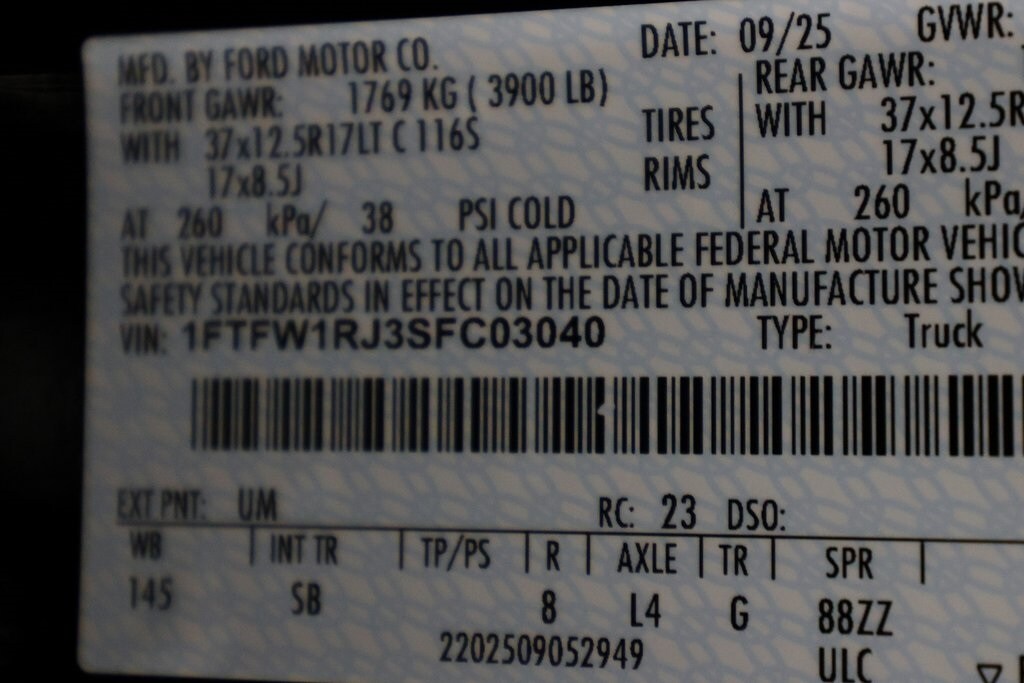 MFD. BY FORD MOTOR CO. DATE: 09/25 GVWR:
FRONT GAWR: 1769 KG ( 3900 LB) REAR GAWR:
WITH 37x12.5R17LT C 116S TIRES WITH 37x12.5R
17x8.5J RIMS 17x8.5J
AT 260 kPa/ 38 PSI COLD AT 260 kPa/
THIS VEHICLE CONFORMS TO ALL APPLICABLE FEDERAL MOTOR VEHIC
SAFETY STANDARDS IN EFFECT ON THE DATE OF MANUFACTURE SHOW
VIN: 1FTFW1RJ3SFC03040 TYPE: Truck
EXT PNT: UM RC: 23 DSO:
WB INT TR TP/PS R AXLE TR SPR
145 SB 8 L4 G 88ZZ
2202509052949 ULC